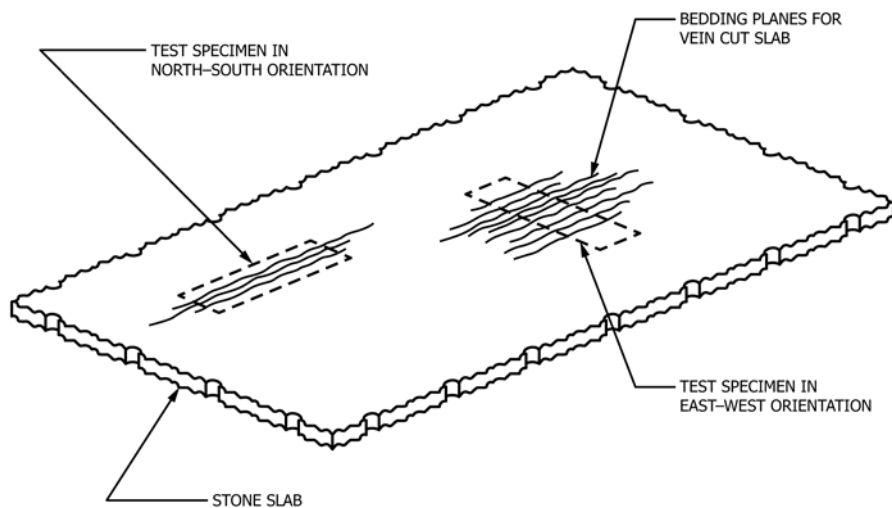 TEST SPECIMEN IN
NORTH–SOUTH ORIENTATION
BEDDING PLANES FOR
VEIN CUT SLAB
TEST SPECIMEN IN
EAST–WEST ORIENTATION
STONE SLAB